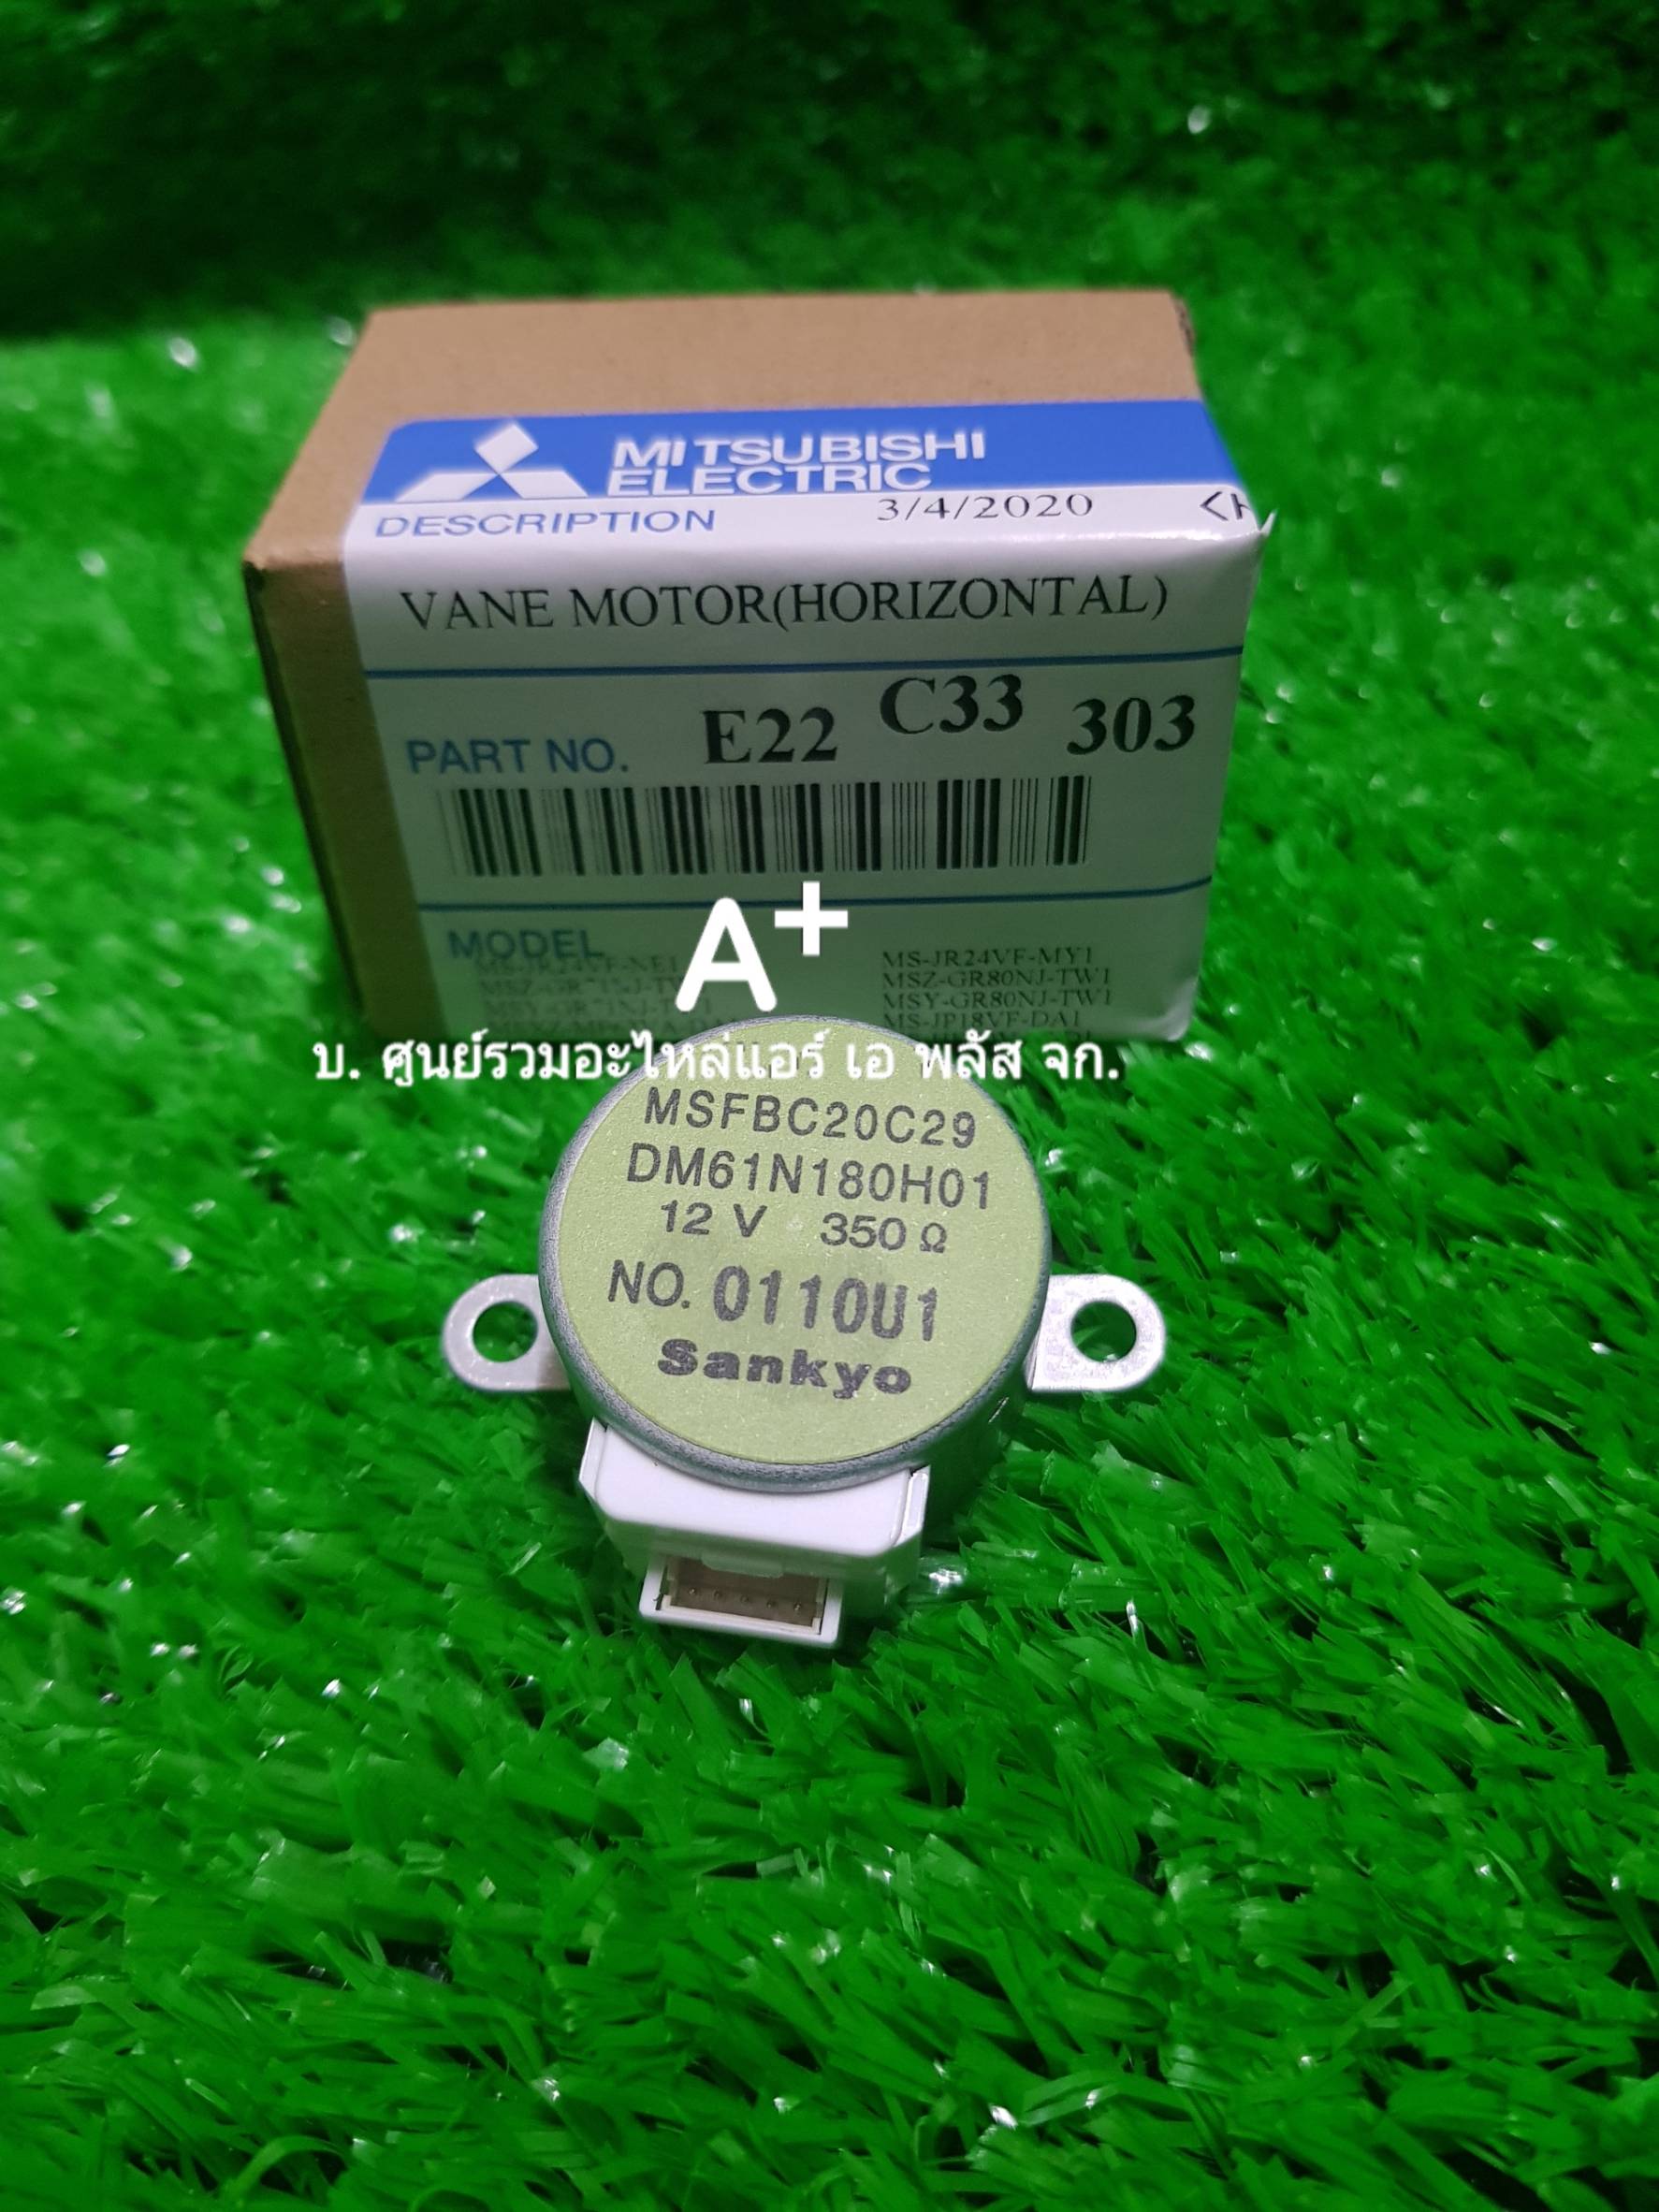 MITSUBISHI
ELECTRIC
DESCRIPTION 3/4/2020
VANE MOTOR(HORIZONTAL)
PART NO. E22 C33 303
MODEL
MS-JR24VF-MY1
MSZ-GR80NJ-TW1
MSY-GR80NJ-TW1
MS-JP18VF-DA1
A+
บ. ศูนย์รวมอะไหล่แอร์ เอ พลัส จก.
MSFBC20C29
DM61N180H01
12 V 350 Ω
NO. 0110U1
Sankyo